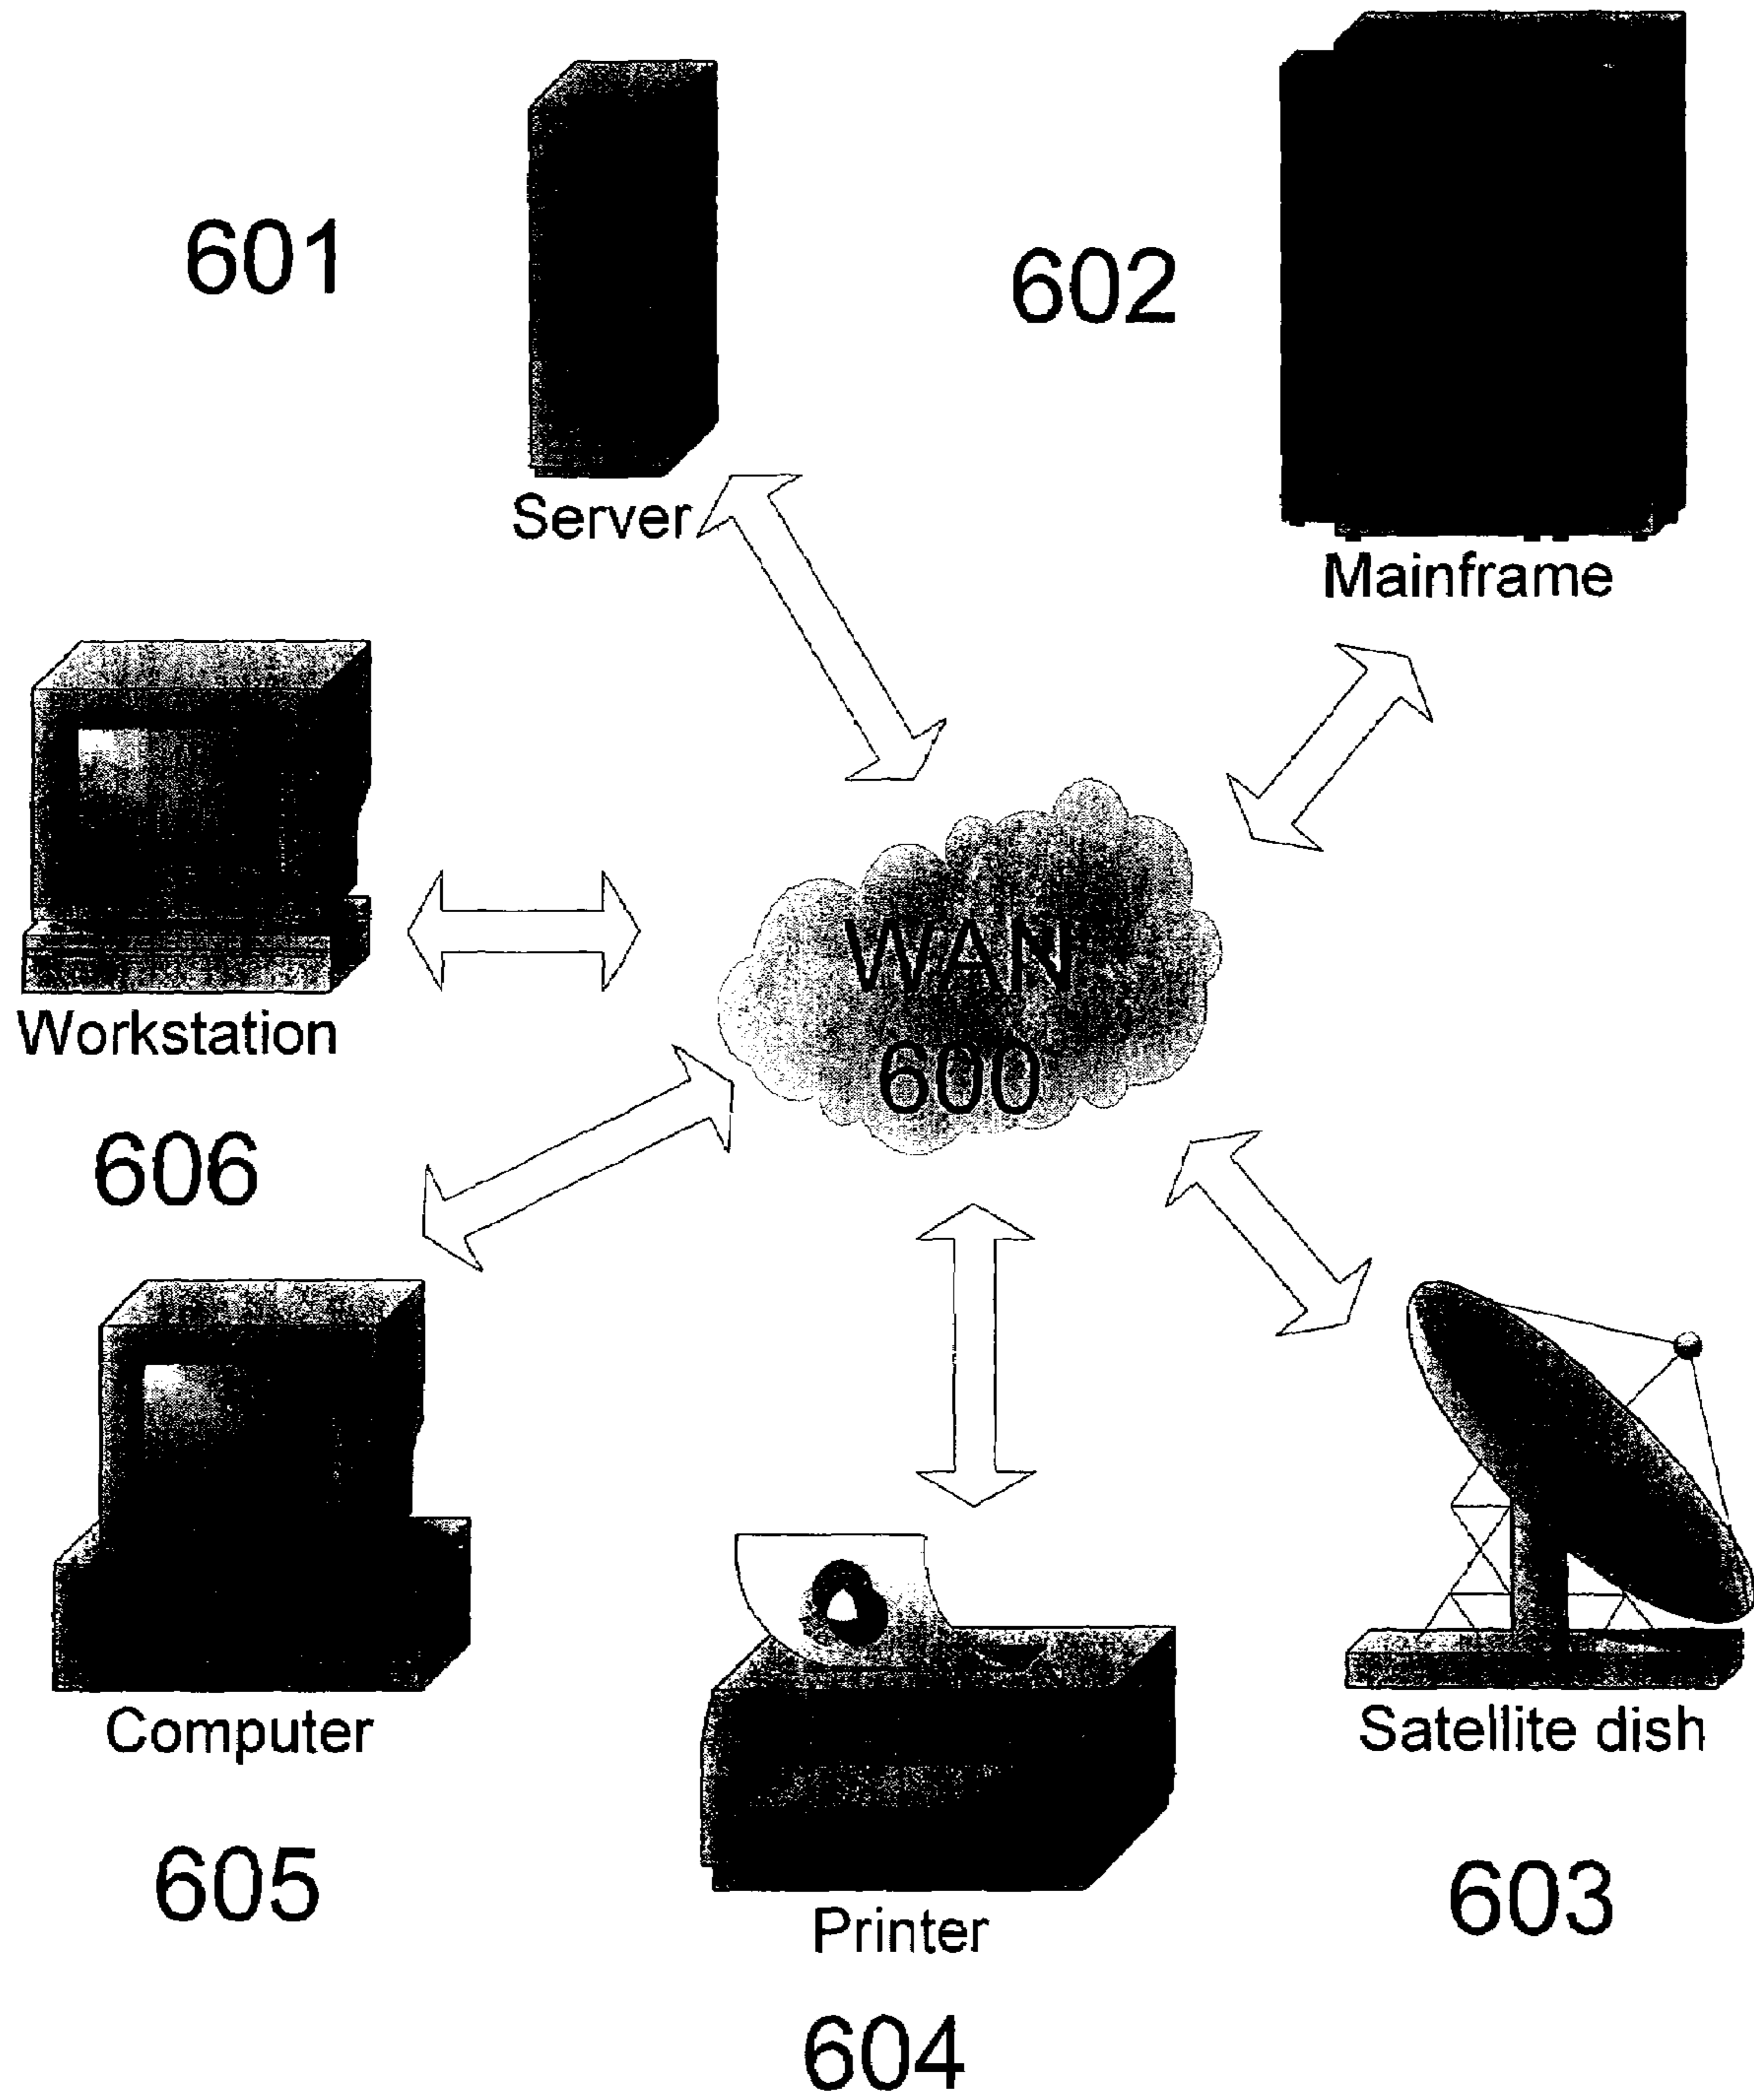 601
602
Server
Mainframe
WAN
600
Workstation
606
Computer
Satellite dish
605
603
Printer
604